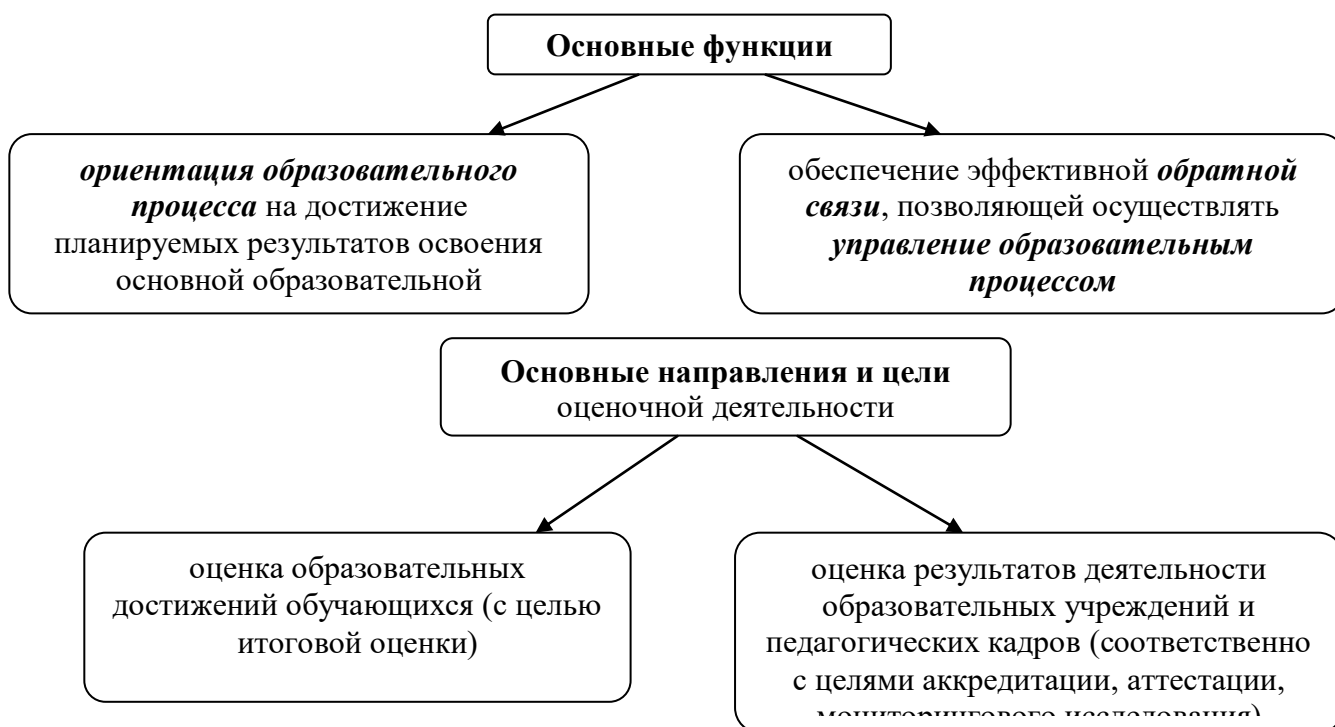 Основные функции
ориентация образовательного
процесса на достижение
планируемых результатов освоения
основной образовательной
обеспечение эффективной обратной
связи, позволяющей осуществлять
управление образовательным
процессом
Основные направления и цели
оценочной деятельности
оценка образовательных
достижений обучающихся (с целью
итоговой оценки)
оценка результатов деятельности
образовательных учреждений и
педагогических кадров (соответственно
с целями аккредитации, аттестации,
мониторингового исследования)